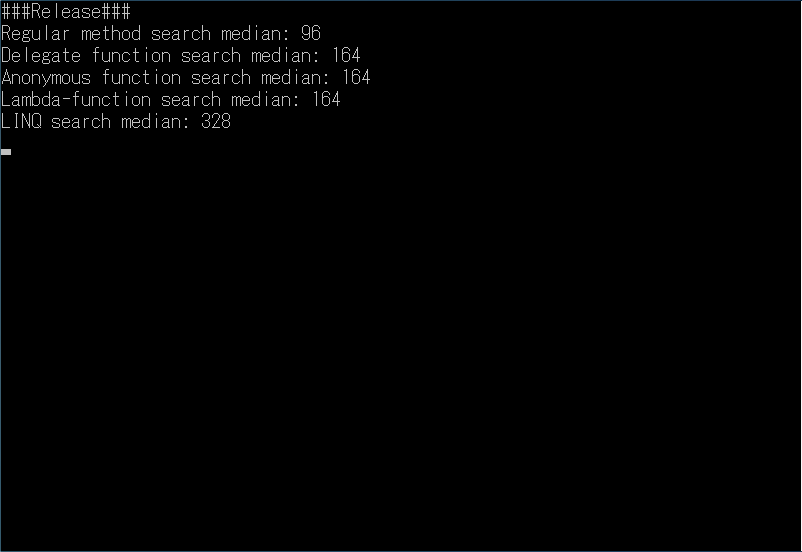 ###Release###
Regular method search median: 96
Delegate function search median: 164
Anonymous function search median: 164
Lambda-function search median: 164
LINQ search median: 328